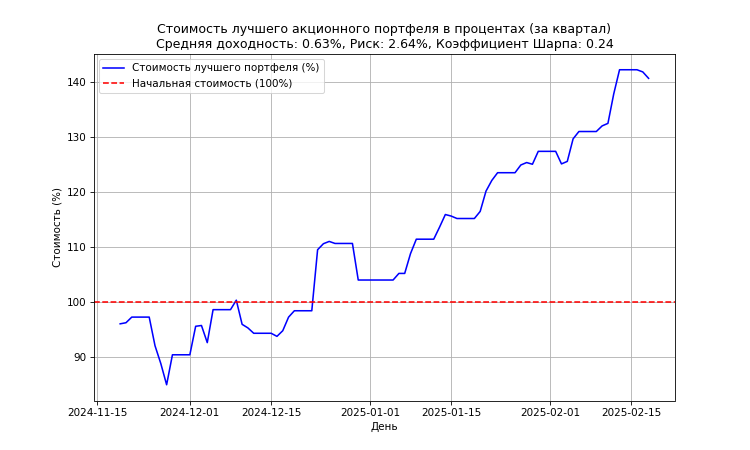 Стоимость лучшего акционного портфеля в процентах (за квартал)
Средняя доходность: 0.63%, Риск: 2.64%, Коэффициент Шарпа: 0.24
Стоимость лучшего портфеля (%)
Начальная стоимость (100%)
Стоимость (%)
140
130
120
110
100
90
2024-11-15
2024-12-01
2024-12-15
2025-01-01
2025-01-15
2025-02-01
2025-02-15
День